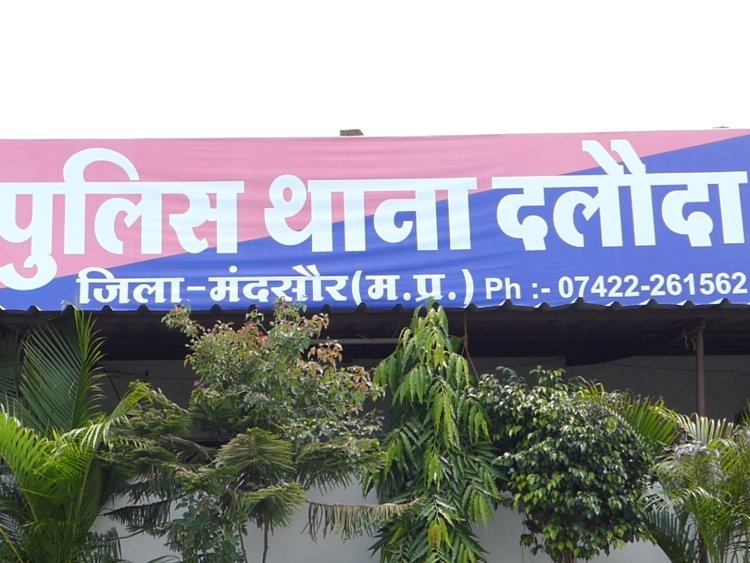 पुलिस थाना दलौदा
जिला-मंदसौर(म.प्र.) Ph :- 07422-261562